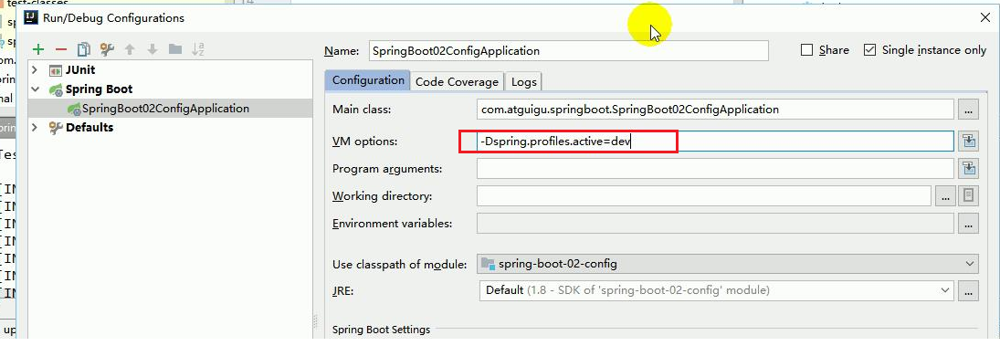 test-classes
Run/Debug Configurations
Name: SpringBoot02ConfigApplication
Share
Single instance only
JUnit
Spring Boot
SpringBoot02ConfigApplication
Defaults
Configuration
Code Coverage
Logs
Main class: com.atguigu.springboot.SpringBoot02ConfigApplication ...
VM options: -Dspring.profiles.active=dev
Program arguments:
Working directory: ...
Environment variables: ...
Use classpath of module: spring-boot-02-config
JRE: Default (1.8 - SDK of 'spring-boot-02-config' module) ...
Spring Boot Settings
up